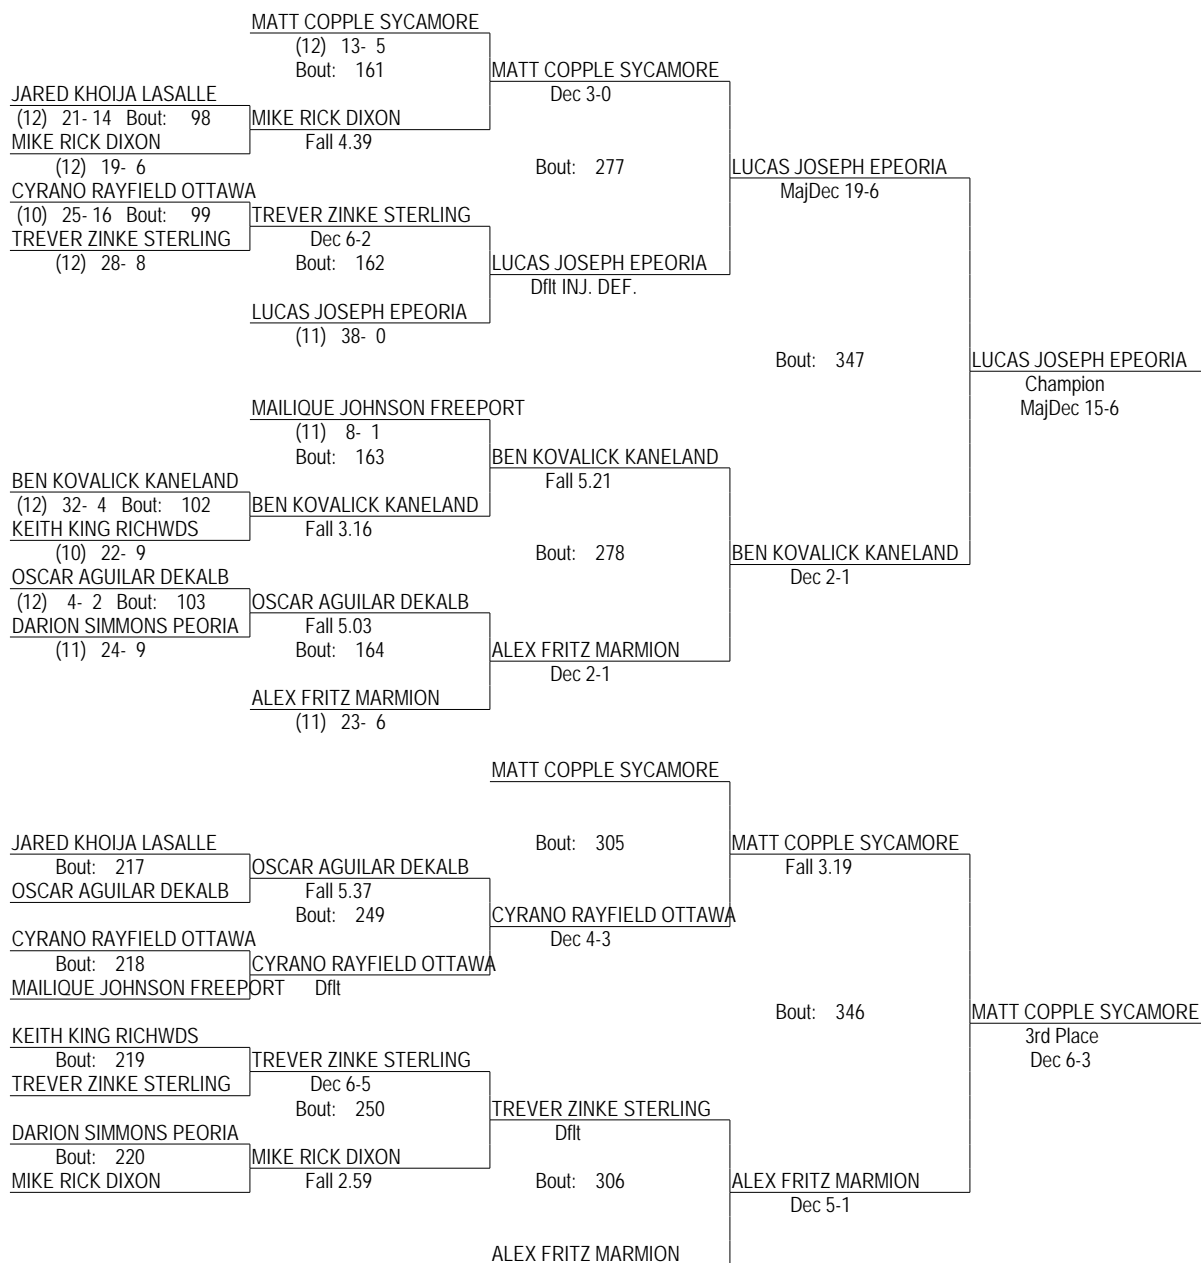 MATT COPPLE SYCAMORE
(12) 13- 5
Bout: 161
MATT COPPLE SYCAMORE
Dec 3-0
JARED KHOIJA LASALLE
(12) 21- 14 Bout: 98
MIKE RICK DIXON
Fall 4.39
MIKE RICK DIXON
(12) 19- 6
Bout: 277
LUCAS JOSEPH EPEORIA
MajDec 19-6
CYRANO RAYFIELD OTTAWA
(10) 25- 16 Bout: 99
TREVER ZINKE STERLING
Dec 6-2
TREVER ZINKE STERLING
(12) 28- 8
Bout: 162
LUCAS JOSEPH EPEORIA
Dflt INJ. DEF.
LUCAS JOSEPH EPEORIA
(11) 38- 0
Bout: 347
LUCAS JOSEPH EPEORIA
Champion
MajDec 15-6
MAILIQUE JOHNSON FREEPORT
(11) 8- 1
Bout: 163
BEN KOVALICK KANELAND
Fall 5.21
BEN KOVALICK KANELAND
(12) 32- 4 Bout: 102
BEN KOVALICK KANELAND
Fall 3.16
KEITH KING RICHWDS
(10) 22- 9
Bout: 278
BEN KOVALICK KANELAND
Dec 2-1
OSCAR AGUILAR DEKALB
(12) 4- 2 Bout: 103
OSCAR AGUILAR DEKALB
Fall 5.03
DARION SIMMONS PEORIA
(11) 24- 9
Bout: 164
ALEX FRITZ MARMION
Dec 2-1
ALEX FRITZ MARMION
(11) 23- 6
MATT COPPLE SYCAMORE
Bout: 305
MATT COPPLE SYCAMORE
Fall 3.19
JARED KHOIJA LASALLE
Bout: 217
OSCAR AGUILAR DEKALB
Fall 5.37
OSCAR AGUILAR DEKALB
Bout: 249
CYRANO RAYFIELD OTTAWA
Dec 4-3
CYRANO RAYFIELD OTTAWA
Bout: 218
CYRANO RAYFIELD OTTAWA
MAILIQUE JOHNSON FREEPORT Dflt
Bout: 346
MATT COPPLE SYCAMORE
3rd Place
Dec 6-3
KEITH KING RICHWDS
Bout: 219
TREVER ZINKE STERLING
Dec 6-5
TREVER ZINKE STERLING
Bout: 250
TREVER ZINKE STERLING
Dflt
DARION SIMMONS PEORIA
Bout: 220
MIKE RICK DIXON
Fall 2.59
MIKE RICK DIXON
Bout: 306
ALEX FRITZ MARMION
Dec 5-1
ALEX FRITZ MARMION